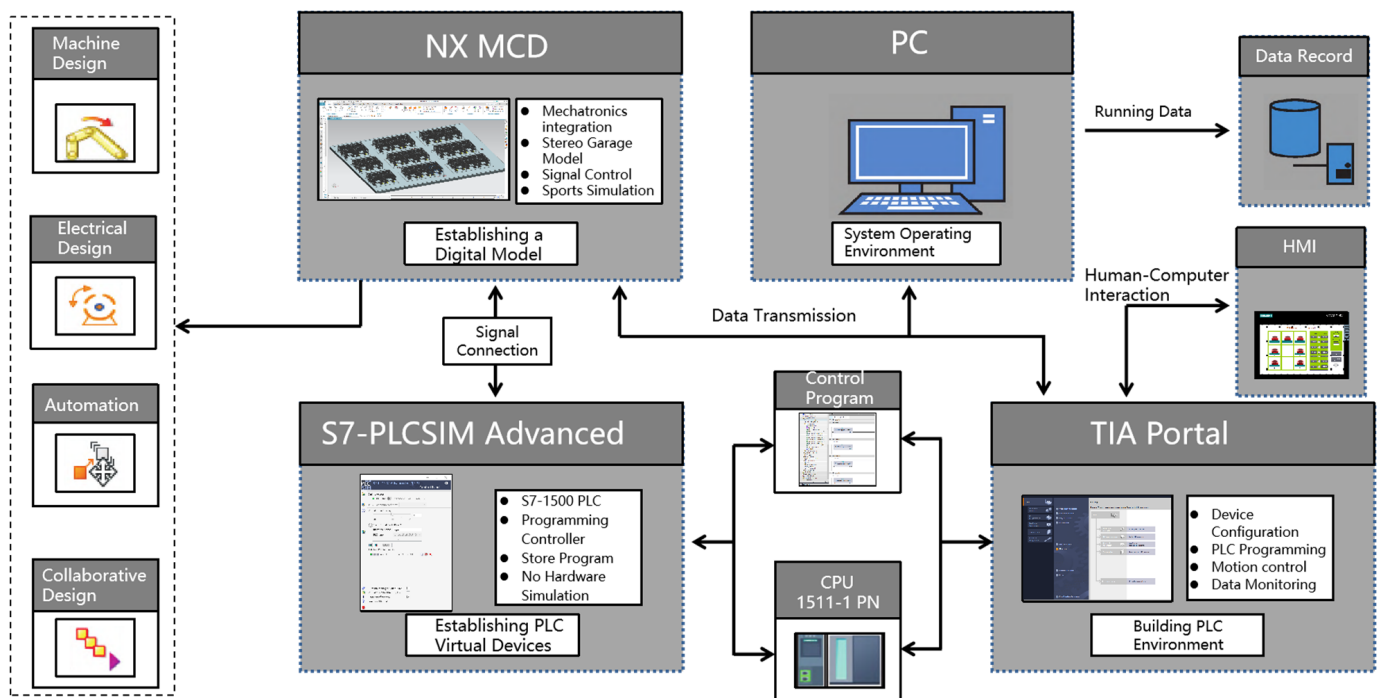 Machine
Design
Electrical
Design
Automation
Collaborative
Design
NX MCD
● Mechatronics
integration
● Stereo Garage
Model
● Signal Control
● Sports Simulation
Establishing a
Digital Model
PC
System Operating
Environment
Running Data
Data Record
Human-Computer
Interaction
HMI
Signal
Connection
Data Transmission
S7-PLCSIM Advanced
● S7-1500 PLC
● Programming
Controller
● Store Program
● No Hardware
Simulation
Establishing PLC
Virtual Devices
Control
Program
CPU
1511-1 PN
TIA Portal
● Device
Configuration
● PLC Programming
● Motion control
● Data Monitoring
Building PLC
Environment